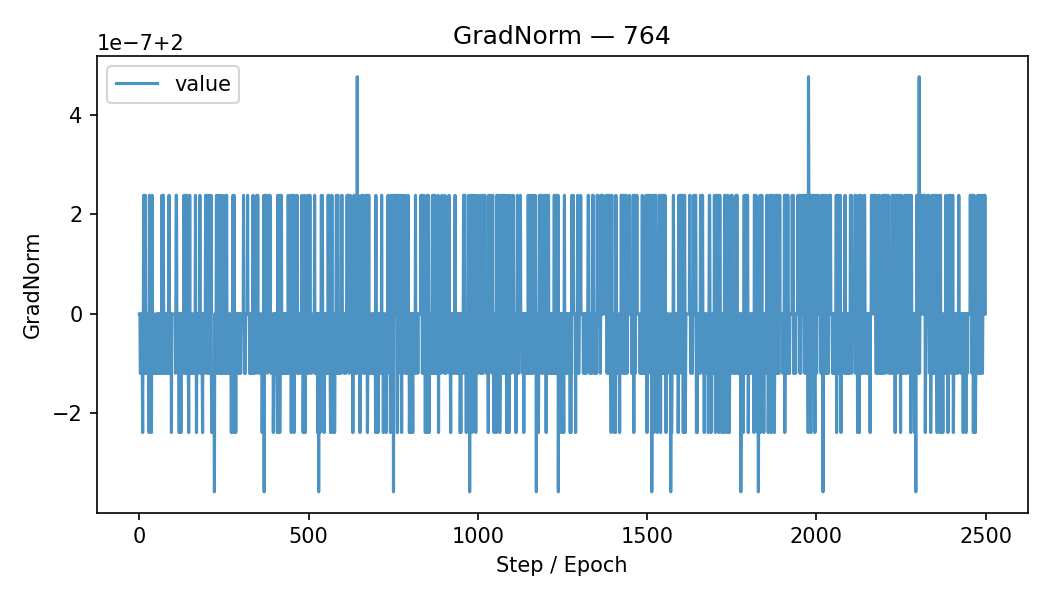 GradNorm — 764
1e−7+2
value
4
2
0
−2
GradNorm
0
500
1000
1500
2000
2500
Step / Epoch